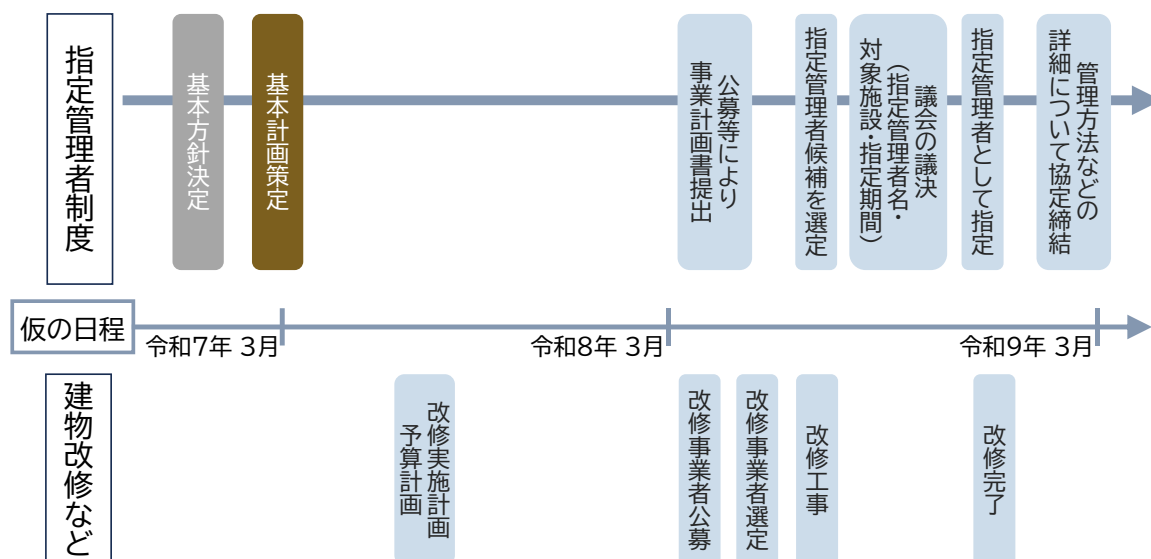 指定管理者制度
基本方針決定
基本計画策定
公募等により
事業計画書提出
指定管理者候補を選定
議会の議決
(指定管理者名・
対象施設・指定期間)
指定管理者として指定
管理方法などの
詳細について協定締結
仮の日程
令和7年 3月
令和8年 3月
令和9年 3月
建物改修など
改修実施計画
予算計画
改修事業者公募
改修事業者選定
改修工事
改修完了